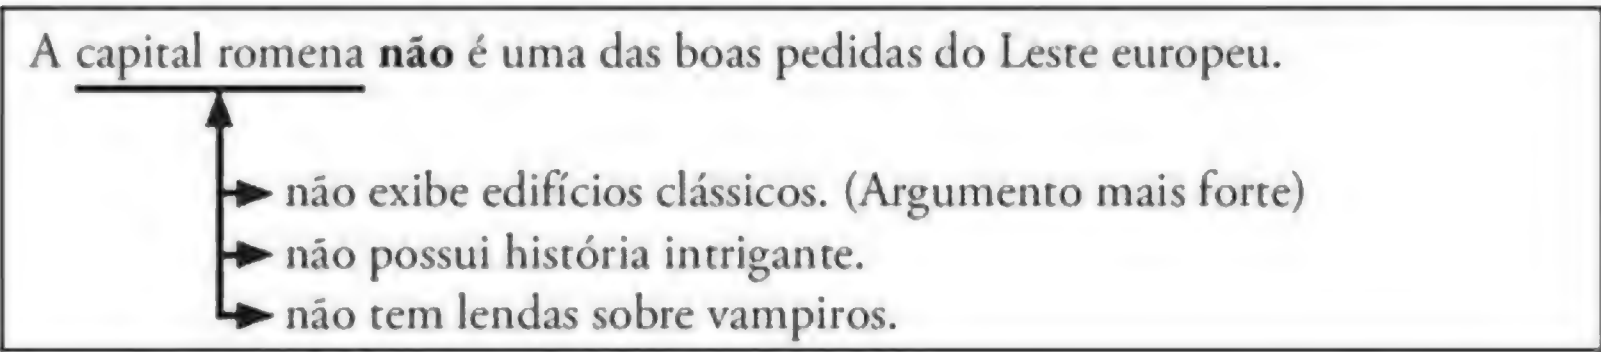 A capital romena não é uma das boas pedidas do Leste europeu.
não exibe edifícios clássicos. (Argumento mais forte)
não possui história intrigante.
não tem lendas sobre vampiros.